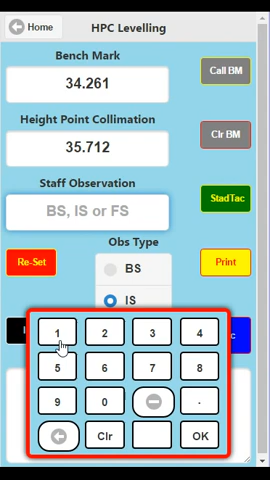 Home
HPC Levelling
Bench Mark
34.261
Call BM
Height Point Collimation
35.712
Clr BM
Staff Observation
BS, IS or FS
StadTac
Obs Type
Re-Set
BS
Print
IS
1 2 3 4
5 6 7 8
9 0 .
Clr OK